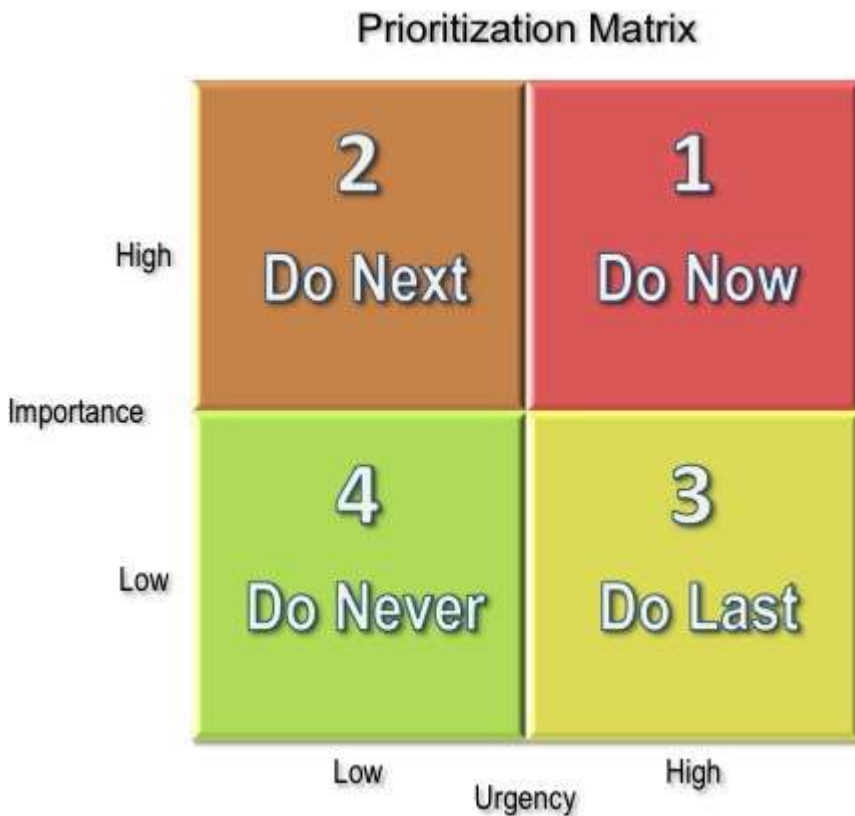 Prioritization Matrix
2
1
High
Do Next
Do Now
Importance
4
3
Low
Do Never
Do Last
Low
High
Urgency